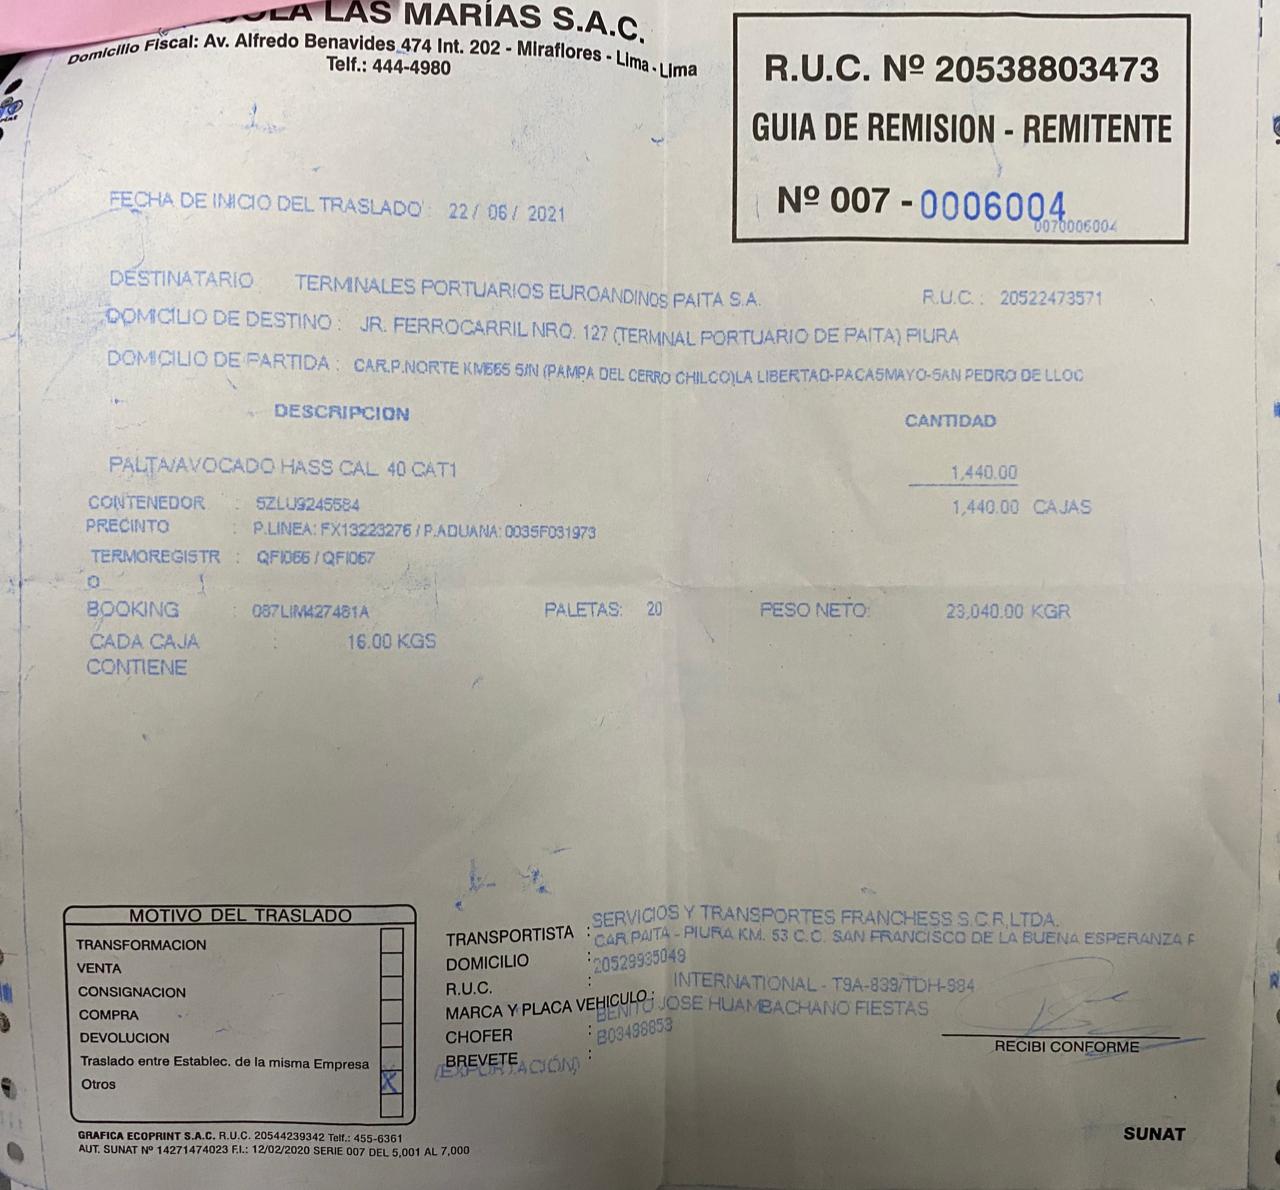 LAS MARÍAS S.A.C.
Domicilio Fiscal: Av. Alfredo Benavides 474 Int. 202 - Miraflores - Lima - Lima
Telf.: 444-4980
R.U.C. Nº 20538803473
GUIA DE REMISION - REMITENTE
Nº 007 - 0006004
0070006004
FECHA DE INICIO DEL TRASLADO : 22 / 06 / 2021
DESTINATARIO TERMINALES PORTUARIOS EUROANDINOS PAITA S.A. R.U.C. : 20522473571
DOMICILIO DE DESTINO : JR. FERROCARRIL NRO. 127 (TERMNAL PORTUARIO DE PAITA) PIURA
DOMICILIO DE PARTIDA : CAR.P.NORTE KM665 S/N (PAMPA DEL CERRO CHILCO)LA LIBERTAD-PACASMAYO-SAN PEDRO DE LLOC
DESCRIPCION CANTIDAD
PALTA/AVOCADO HASS CAL 40 CAT1 1,440.00
CONTENEDOR : SZLU9245584 1,440.00 CAJAS
PRECINTO : P.LINEA: FX13223276 / P.ADUANA: 0035F031973
TERMOREGISTR : QFI066 / QFI067
O
BOOKING : 087LIM427481A PALETAS: 20 PESO NETO: 23,040.00 KGR
CADA CAJA : 16.00 KGS
CONTIENE
MOTIVO DEL TRASLADO
TRANSFORMACION
VENTA
CONSIGNACION
COMPRA
DEVOLUCION
Traslado entre Establec. de la misma Empresa
Otros X
TRANSPORTISTA : SERVICIOS Y TRANSPORTES FRANCHESS S.C.R,LTDA.
DOMICILIO : CAR.PAITA - PIURA KM. 53 C.C. SAN FRANCISCO DE LA BUENA ESPERANZA P
R.U.C. : 20529935049
MARCA Y PLACA VEHICULO : INTERNATIONAL - T9A-839/TDH-984
CHOFER : BENITO JOSE HUAMBACHANO FIESTAS
BREVETE : B03498853
(EXPORTACIÓN)
RECIBI CONFORME
GRAFICA ECOPRINT S.A.C. R.U.C. 20544239342 Telf.: 455-6361
AUT. SUNAT Nº 14271474023 F.I.: 12/02/2020 SERIE 007 DEL 5,001 AL 7,000
SUNAT